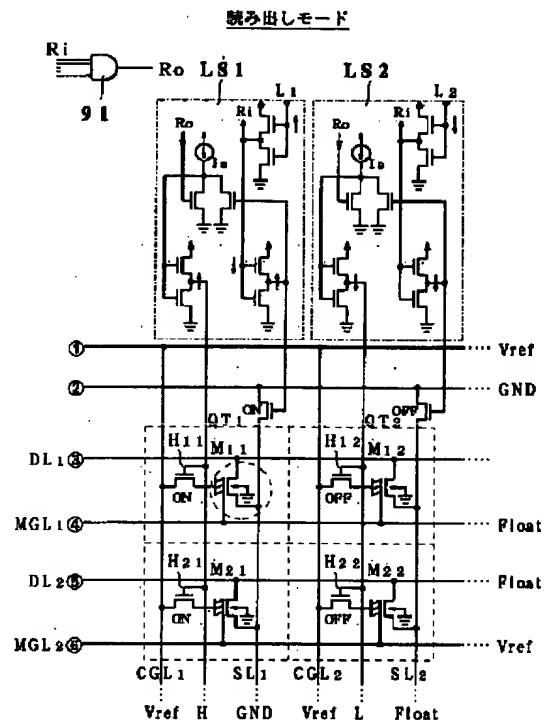 読み出しモード
Ri
Ro
91
LS1
LS2
L1
L2
Ro
Ri
Is
Ro
Ri
Is
① Vref
② GND
ON
OFF
QT1
QT2
H11
M11
H12
M12
DL1③
ON
OFF
MGL1④
Float
H21
M21
H22
M22
DL2⑤
Float
ON
OFF
MGL2⑥
Vref
CGL1
SL1
CGL2
SL2
Vref
H
GND
Vref
L
Float